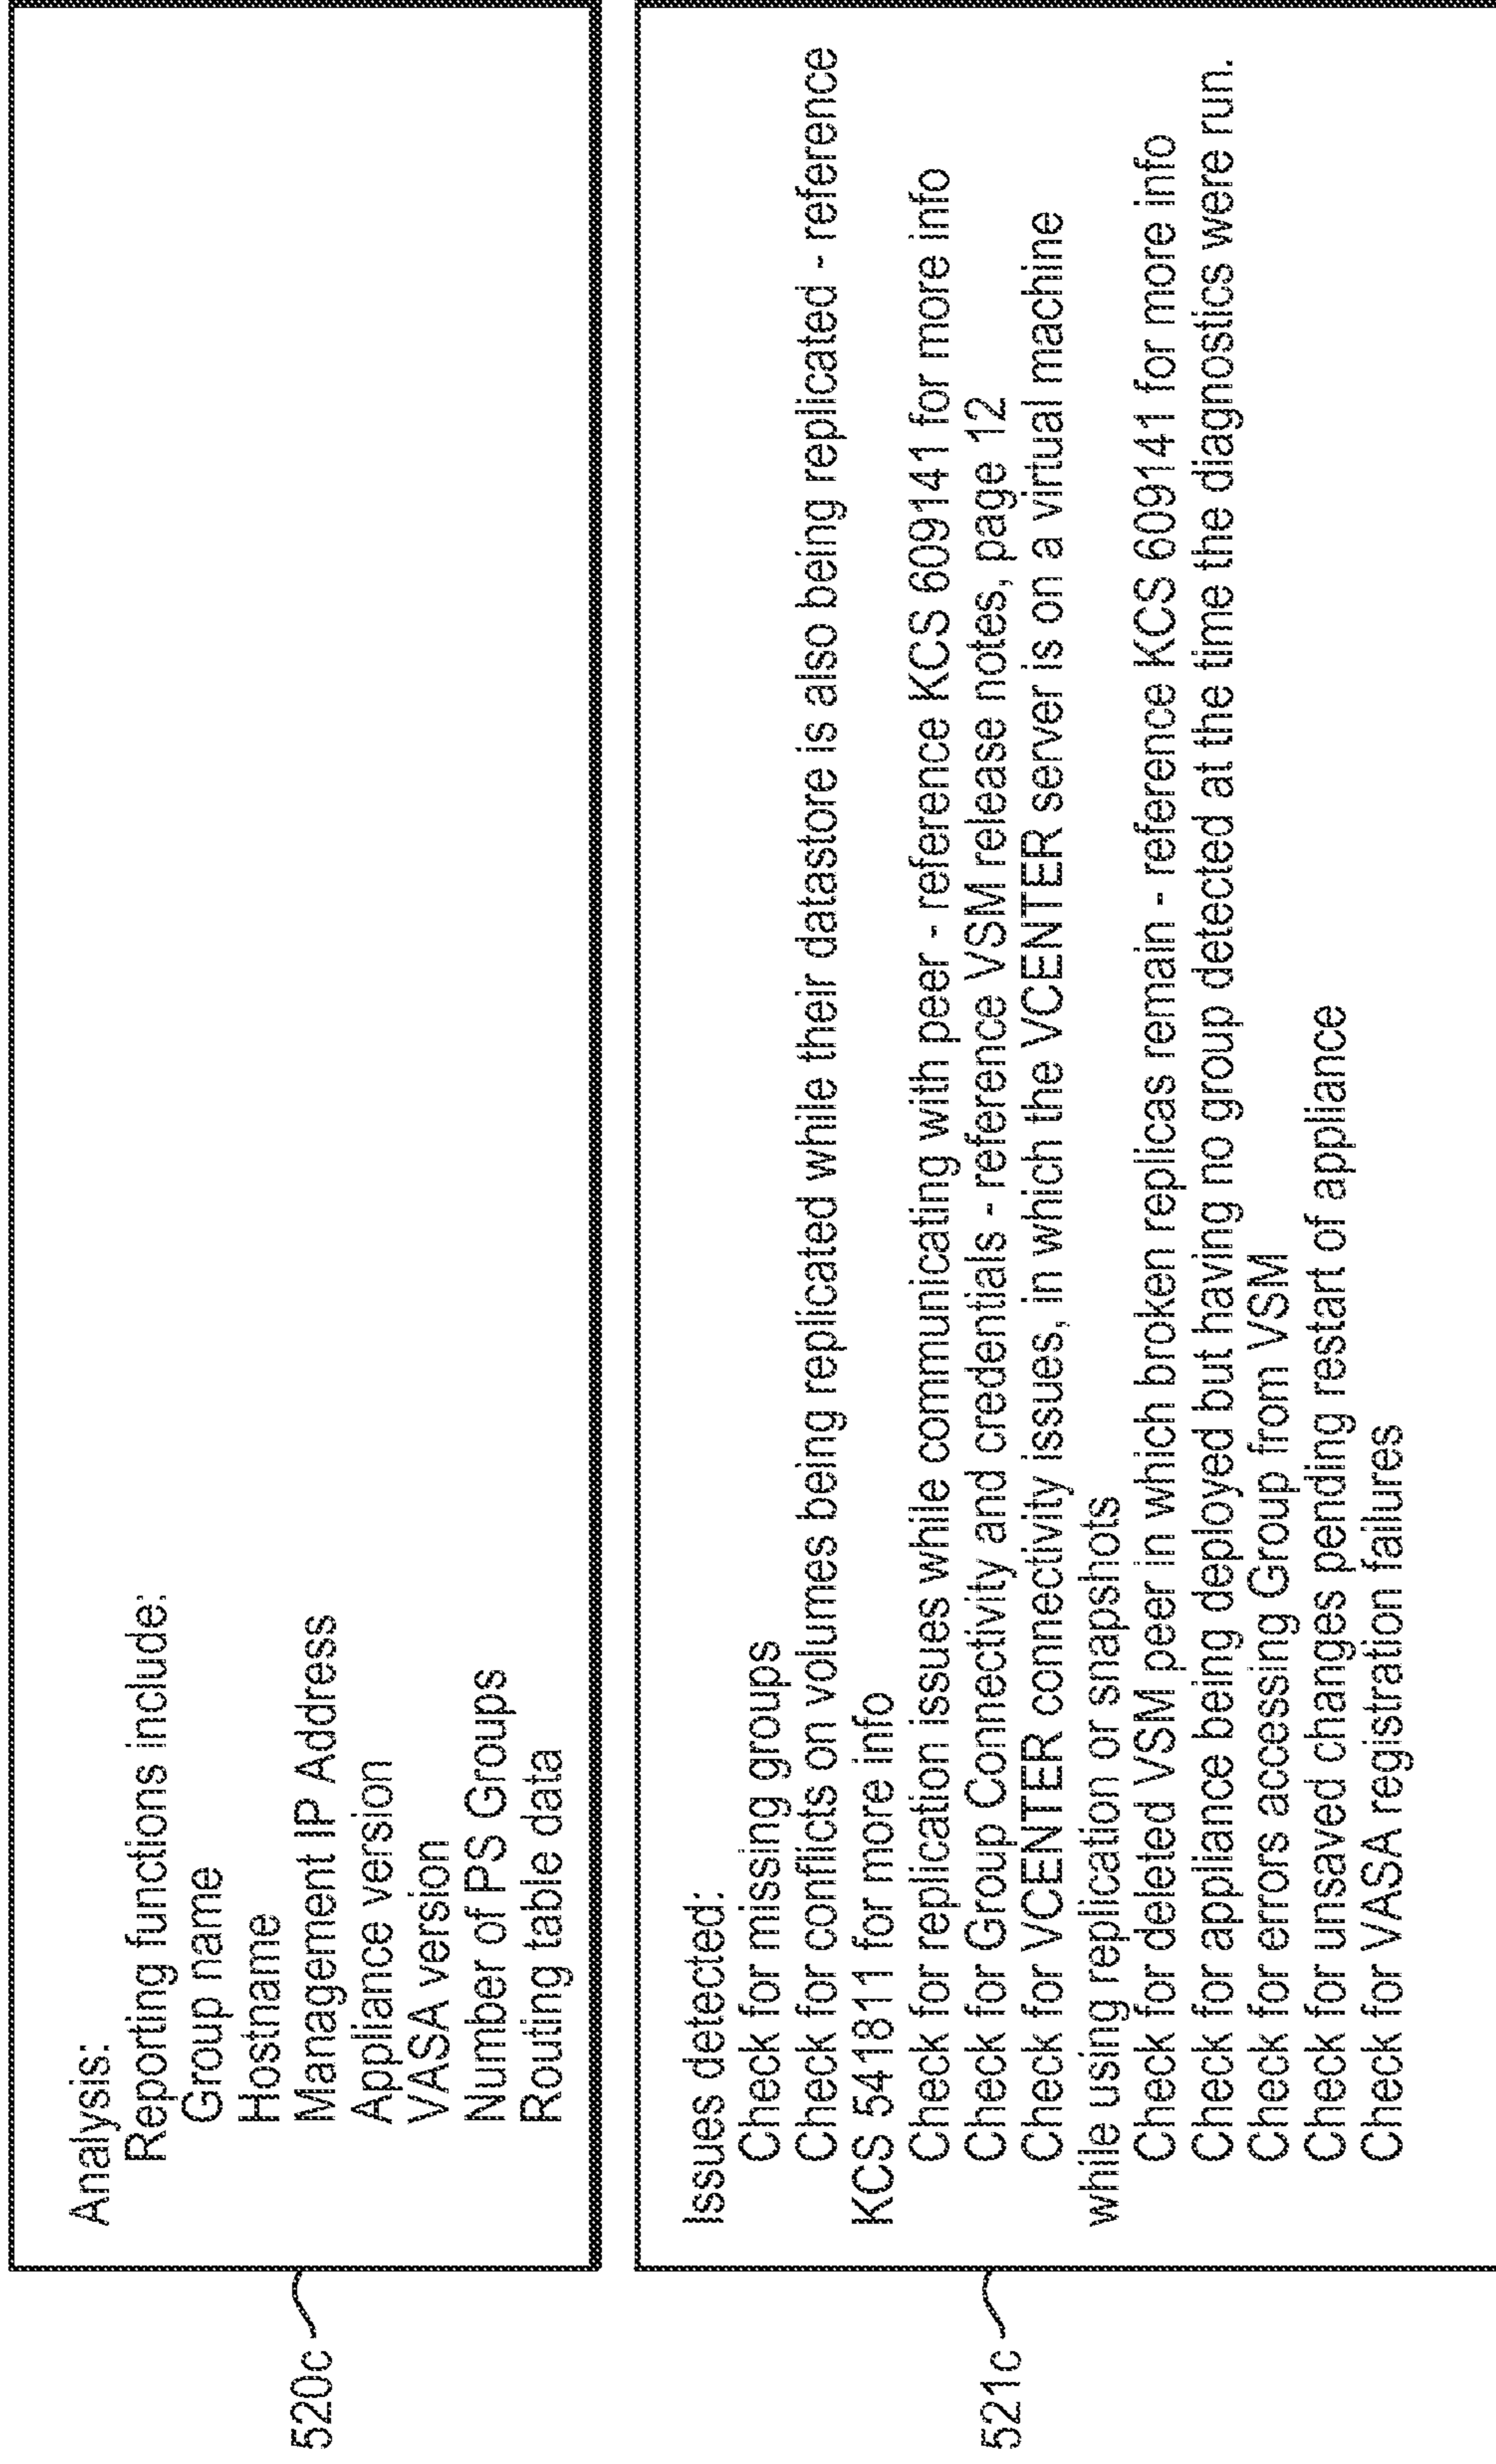 Analysis:
Reporting functions include:
Group name
Hostname
Management IP Address
Appliance version
VASA version
Number of PS Groups
Routing table data
520c
Issues detected:
Check for missing groups
Check for conflicts on volumes being replicated while their datastore is also being replicated - reference
KCS 541811 for more info
Check for replication issues while communicating with peer - reference KCS 609141 for more info
Check for Group Connectivity and credentials - reference VSM release notes, page 12
Check for VCENTER connectivity issues, in which the VCENTER server is on a virtual machine
while using replication or snapshots
Check for deleted VSM peer in which broken replicas remain - reference KCS 609141 for more info
Check for appliance being deployed but having no group detected at the time the diagnostics were run.
Check for errors accessing Group from VSM
Check for unsaved changes pending restart of appliance
Check for VASA registration failures
521c